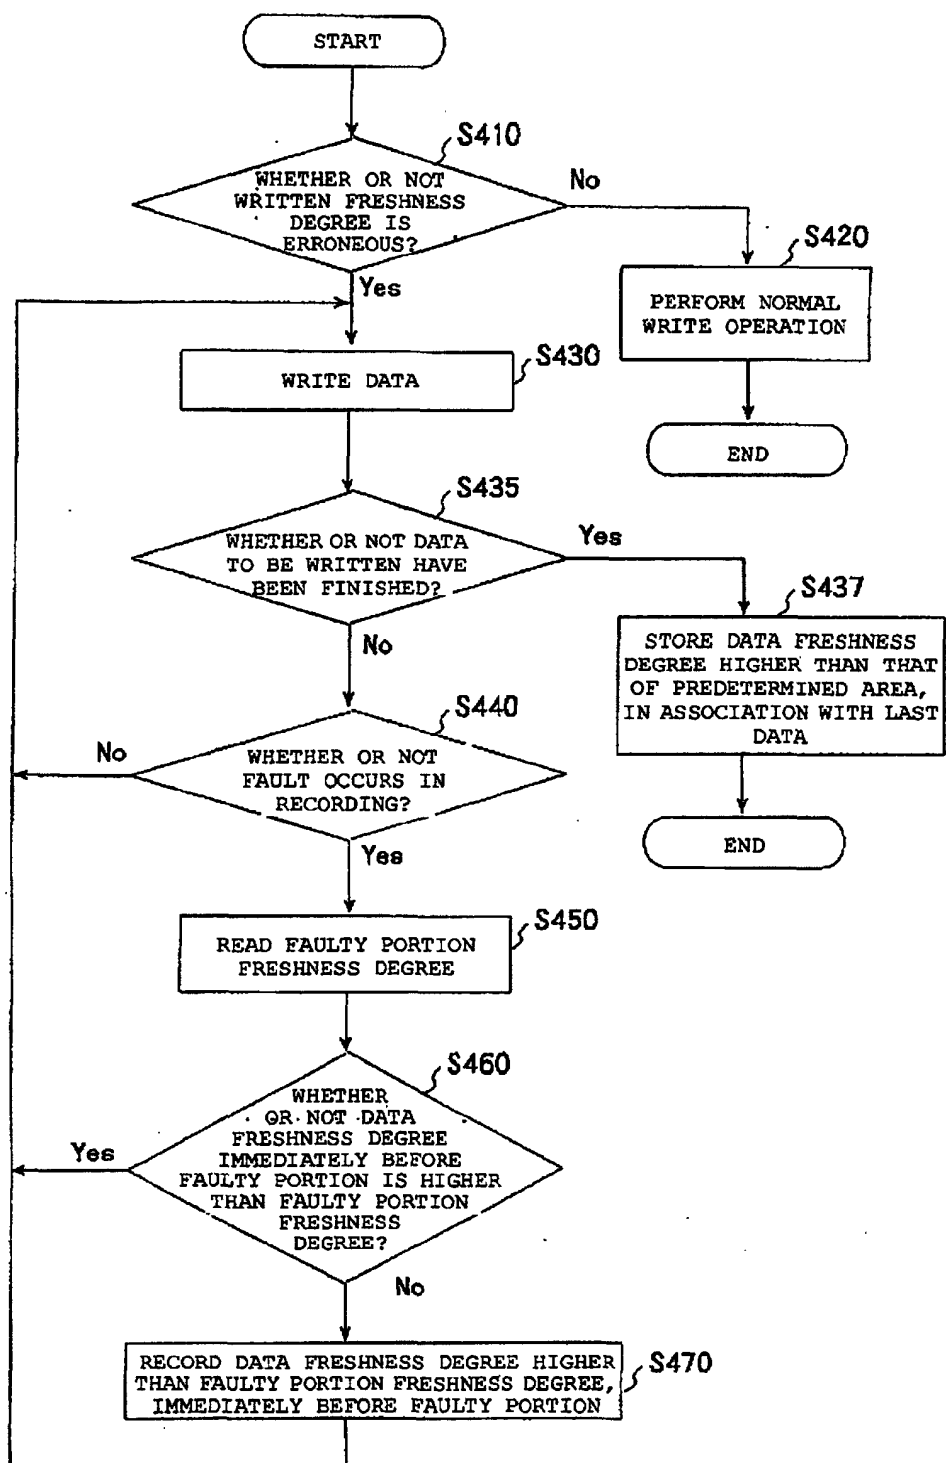 START
S410
WHETHER OR NOT
WRITTEN FRESHNESS
DEGREE IS
ERRONEOUS?
No
Yes
S420
PERFORM NORMAL
WRITE OPERATION
END
S430
WRITE DATA
S435
WHETHER OR NOT DATA
TO BE WRITTEN HAVE
BEEN FINISHED?
Yes
No
S437
STORE DATA FRESHNESS
DEGREE HIGHER THAN THAT
OF PREDETERMINED AREA,
IN ASSOCIATION WITH LAST
DATA
END
S440
WHETHER OR NOT
FAULT OCCURS IN
RECORDING?
No
Yes
S450
READ FAULTY PORTION
FRESHNESS DEGREE
S460
WHETHER
OR NOT DATA
FRESHNESS DEGREE
IMMEDIATELY BEFORE
FAULTY PORTION IS HIGHER
THAN FAULTY PORTION
FRESHNESS
DEGREE?
Yes
No
S470
RECORD DATA FRESHNESS DEGREE HIGHER
THAN FAULTY PORTION FRESHNESS DEGREE,
IMMEDIATELY BEFORE FAULTY PORTION